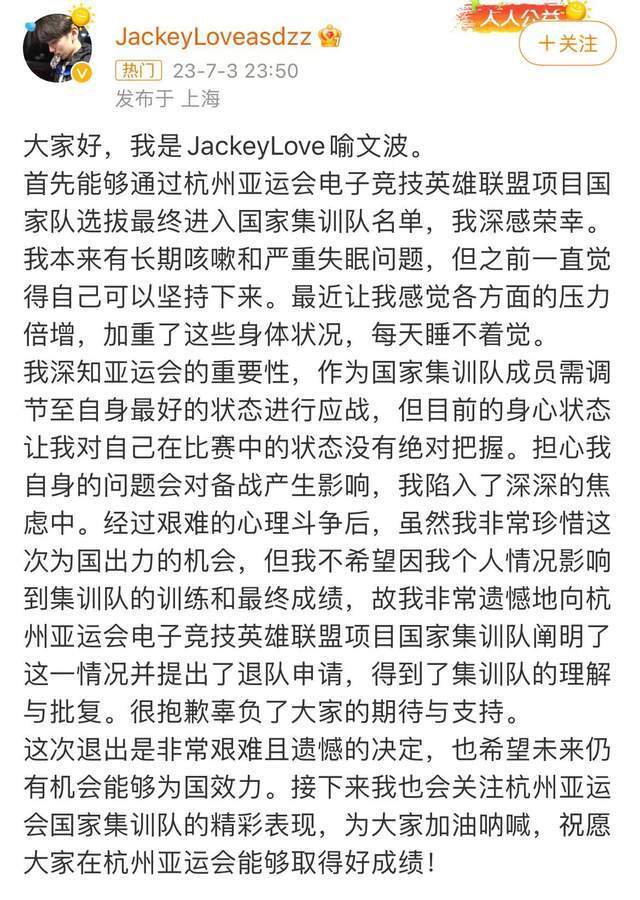 JackeyLoveasdzz
人人公益
热门 23-7-3 23:50
+关注
发布于 上海
大家好，我是JackeyLove喻文波。
首先能够通过杭州亚运会电子竞技英雄联盟项目国
家队选拔最终进入国家集训队名单，我深感荣幸。
我本来有长期咳嗽和严重失眠问题，但之前一直觉
得自己可以坚持下来。最近让我感觉各方面的压力
倍增，加重了这些身体状况，每天睡不着觉。
我深知亚运会的重要性，作为国家集训队成员需调
节至自身最好的状态进行应战，但目前的身心状态
让我对自己在比赛中的状态没有绝对把握。担心我
自身的问题会对备战产生影响，我陷入了深深的焦
虑中。经过艰难的心理斗争后，虽然我非常珍惜这
次为国出力的机会，但我不希望因我个人情况影响
到集训队的训练和最终成绩，故我非常遗憾地向杭
州亚运会电子竞技英雄联盟项目国家集训队阐明了
这一情况并提出了退队申请，得到了集训队的理解
与批复。很抱歉辜负了大家的期待与支持。
这次退出是非常艰难且遗憾的决定，也希望未来仍
有机会能够为国效力。接下来我也会关注杭州亚运
会国家集训队的精彩表现，为大家加油呐喊，祝愿
大家在杭州亚运会能够取得好成绩！